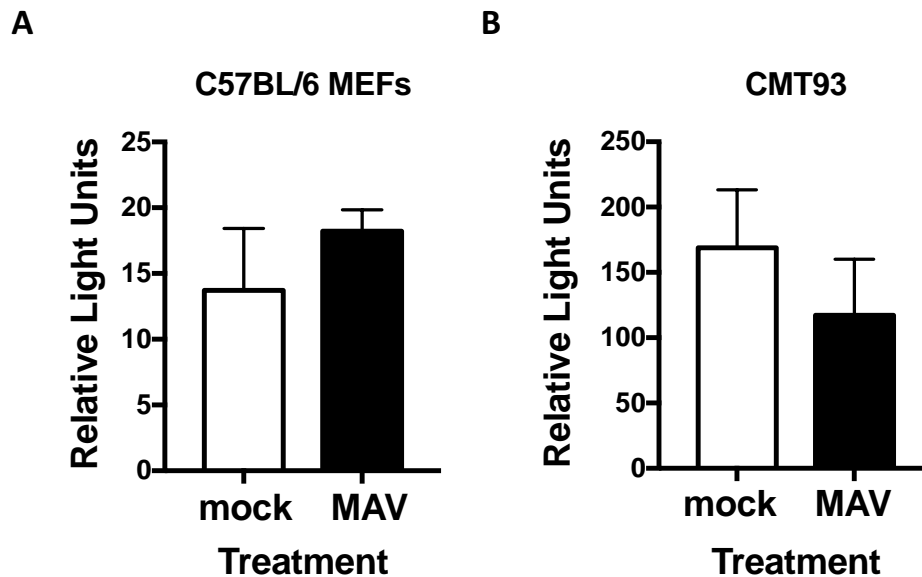 A
C57BL/6 MEFs
Relative Light Units
25
20
15
10
5
0
mock MAV
Treatment
B
CMT93
Relative Light Units
250
200
150
100
50
0
mock MAV
Treatment